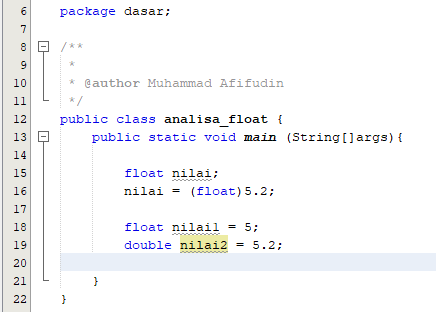 6 package dasar;
7
8 /**
9 *
10 * @author Muhammad Afifudin
11 */
12 public class analisa_float {
13 public static void main (String[]args){
14
15 float nilai;
16 nilai = (float)5.2;
17
18 float nilai1 = 5;
19 double nilai2 = 5.2;
20
21 }
22 }